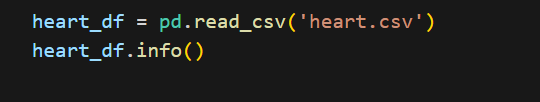 heart_df = pd.read_csv('heart.csv')
heart_df.info()